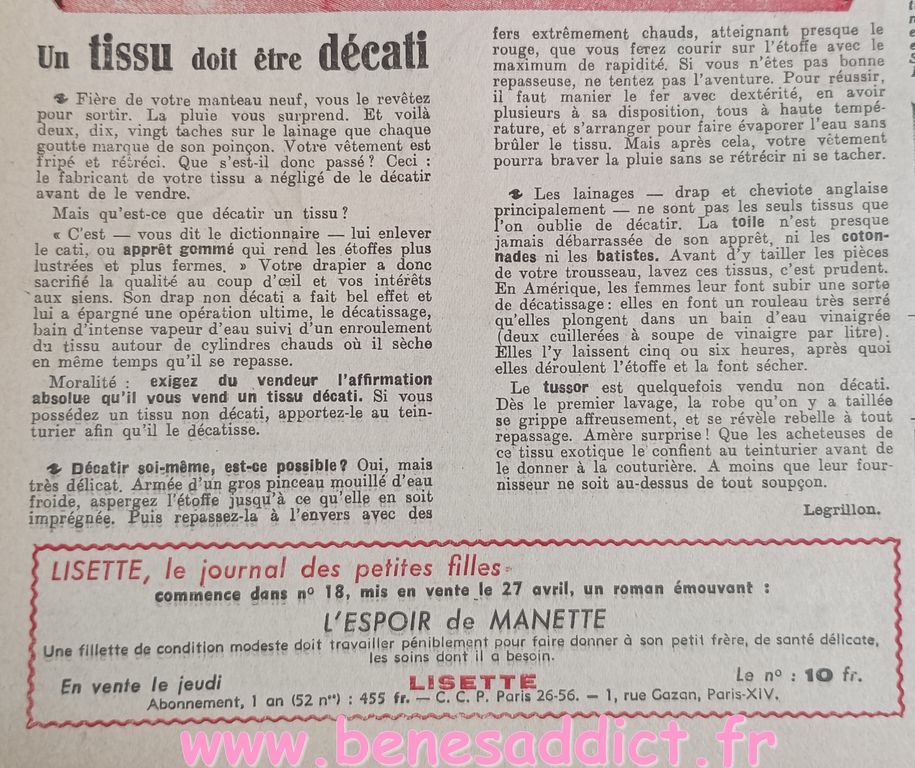 Un tissu doit être décati
Fière de votre manteau neuf, vous le revêtez
pour sortir. La pluie vous surprend. Et voilà
deux, dix, vingt taches sur le lainage que chaque
goutte marque de son poinçon. Votre vêtement est
fripé et rétréci. Que s'est-il donc passé ? Ceci :
le fabricant de votre tissu a négligé de le décatir
avant de le vendre.
Mais qu'est-ce que décatir un tissu ?
« C'est — vous dit le dictionnaire — lui enlever
le cati, ou apprêt gommé qui rend les étoffes plus
lustrées et plus fermes. » Votre drapier a donc
sacrifié la qualité au coup d'œil et vos intérêts
aux siens. Son drap non décati a fait bel effet et
lui a épargné une opération ultime, le décatissage,
bain d'intense vapeur d'eau suivi d'un enroulement
du tissu autour de cylindres chauds où il sèche
en même temps qu'il se repasse.
Moralité : exigez du vendeur l'affirmation
absolue qu'il vous vend un tissu décati. Si vous
possédez un tissu non décati, apportez-le au tein-
turier afin qu'il le décatisse.
Décatir soi-même, est-ce possible ? Oui, mais
très délicat. Armée d'un gros pinceau mouillé d'eau
froide, aspergez l'étoffe jusqu'à ce qu'elle en soit
imprégnée. Puis repassez-la à l'envers avec des
fers extrêmement chauds, atteignant presque le
rouge, que vous ferez courir sur l'étoffe avec le
maximum de rapidité. Si vous n'êtes pas bonne
repasseuse, ne tentez pas l'aventure. Pour réussir,
il faut manier le fer avec dextérité, en avoir
plusieurs à sa disposition, tous à haute tempé-
rature, et s'arranger pour faire évaporer l'eau sans
brûler le tissu. Mais après cela, votre vêtement
pourra braver la pluie sans se rétrécir ni se tacher.
Les lainages — drap et cheviote anglaise
principalement — ne sont pas les seuls tissus que
l'on oublie de décatir. La toile n'est presque
jamais débarrassée de son apprêt, ni les coton-
nades ni les batistes. Avant d'y tailler les pièces
de votre trousseau, lavez ces tissus, c'est prudent.
En Amérique, les femmes leur font subir une sorte
de décatissage : elles en font un rouleau très serré
qu'elles plongent dans un bain d'eau vinaigrée
(deux cuillerées à soupe de vinaigre par litre).
Elles l'y laissent cinq ou six heures, après quoi
elles déroulent l'étoffe et la font sécher.
Le tussor est quelquefois vendu non décati.
Dès le premier lavage, la robe qu'on y a taillée
se grippe affreusement, et se révèle rebelle à tout
repassage. Amère surprise ! Que les acheteuses de
ce tissu exotique le confient au teinturier avant de
le donner à la couturière. A moins que leur four-
nisseur ne soit au-dessus de tout soupçon.
Legrillon.
LISETTE, le journal des petites filles
commence dans n° 18, mis en vente le 27 avril, un roman émouvant :
L'ESPOIR de MANETTE
Une fillette de condition modeste doit travailler péniblement pour faire donner à son petit frère, de santé délicate,
les soins dont il a besoin.
En vente le jeudi LISETTE Le n° : 10 fr.
Abonnement, 1 an (52 nos) : 455 fr. — C. C. P. Paris 26-56. — 1, rue Gazan, Paris-XIV.
www.benesaddict.fr